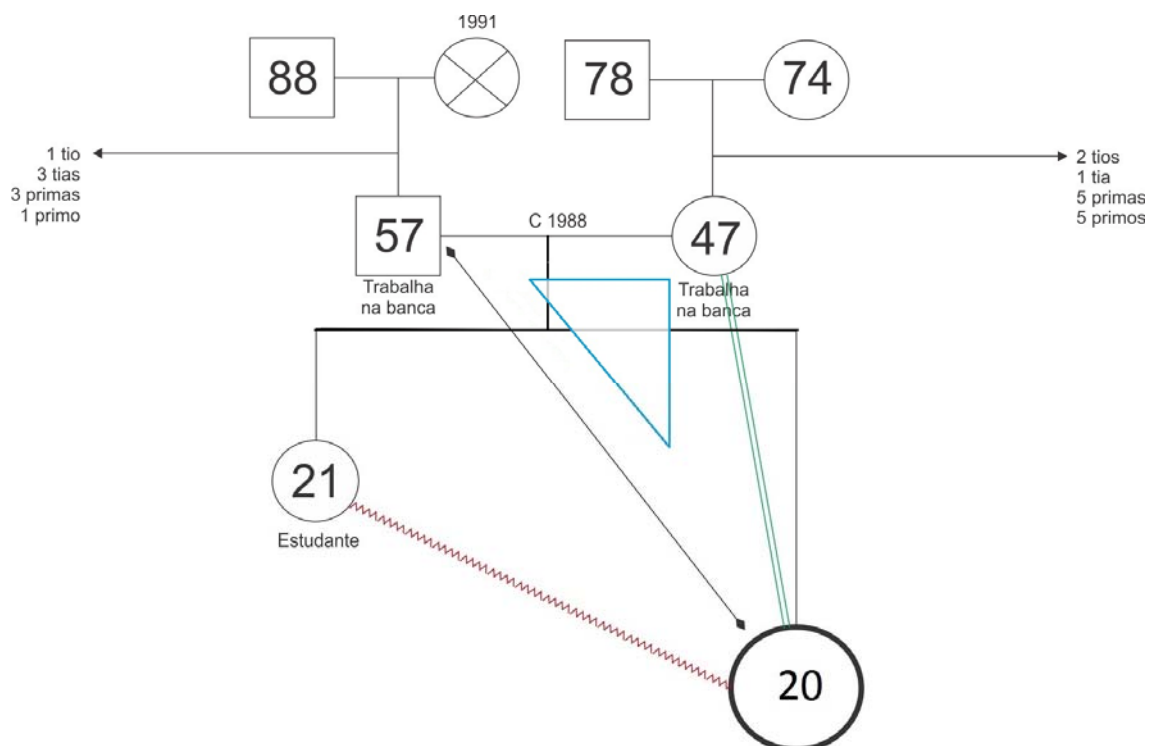 1991
88
78
74
1 tio
3 tias
3 primas
1 primo
2 tios
1 tia
5 primas
5 primos
C 1988
57
47
Trabalha
na banca
Trabalha
na banca
21
Estudante
20